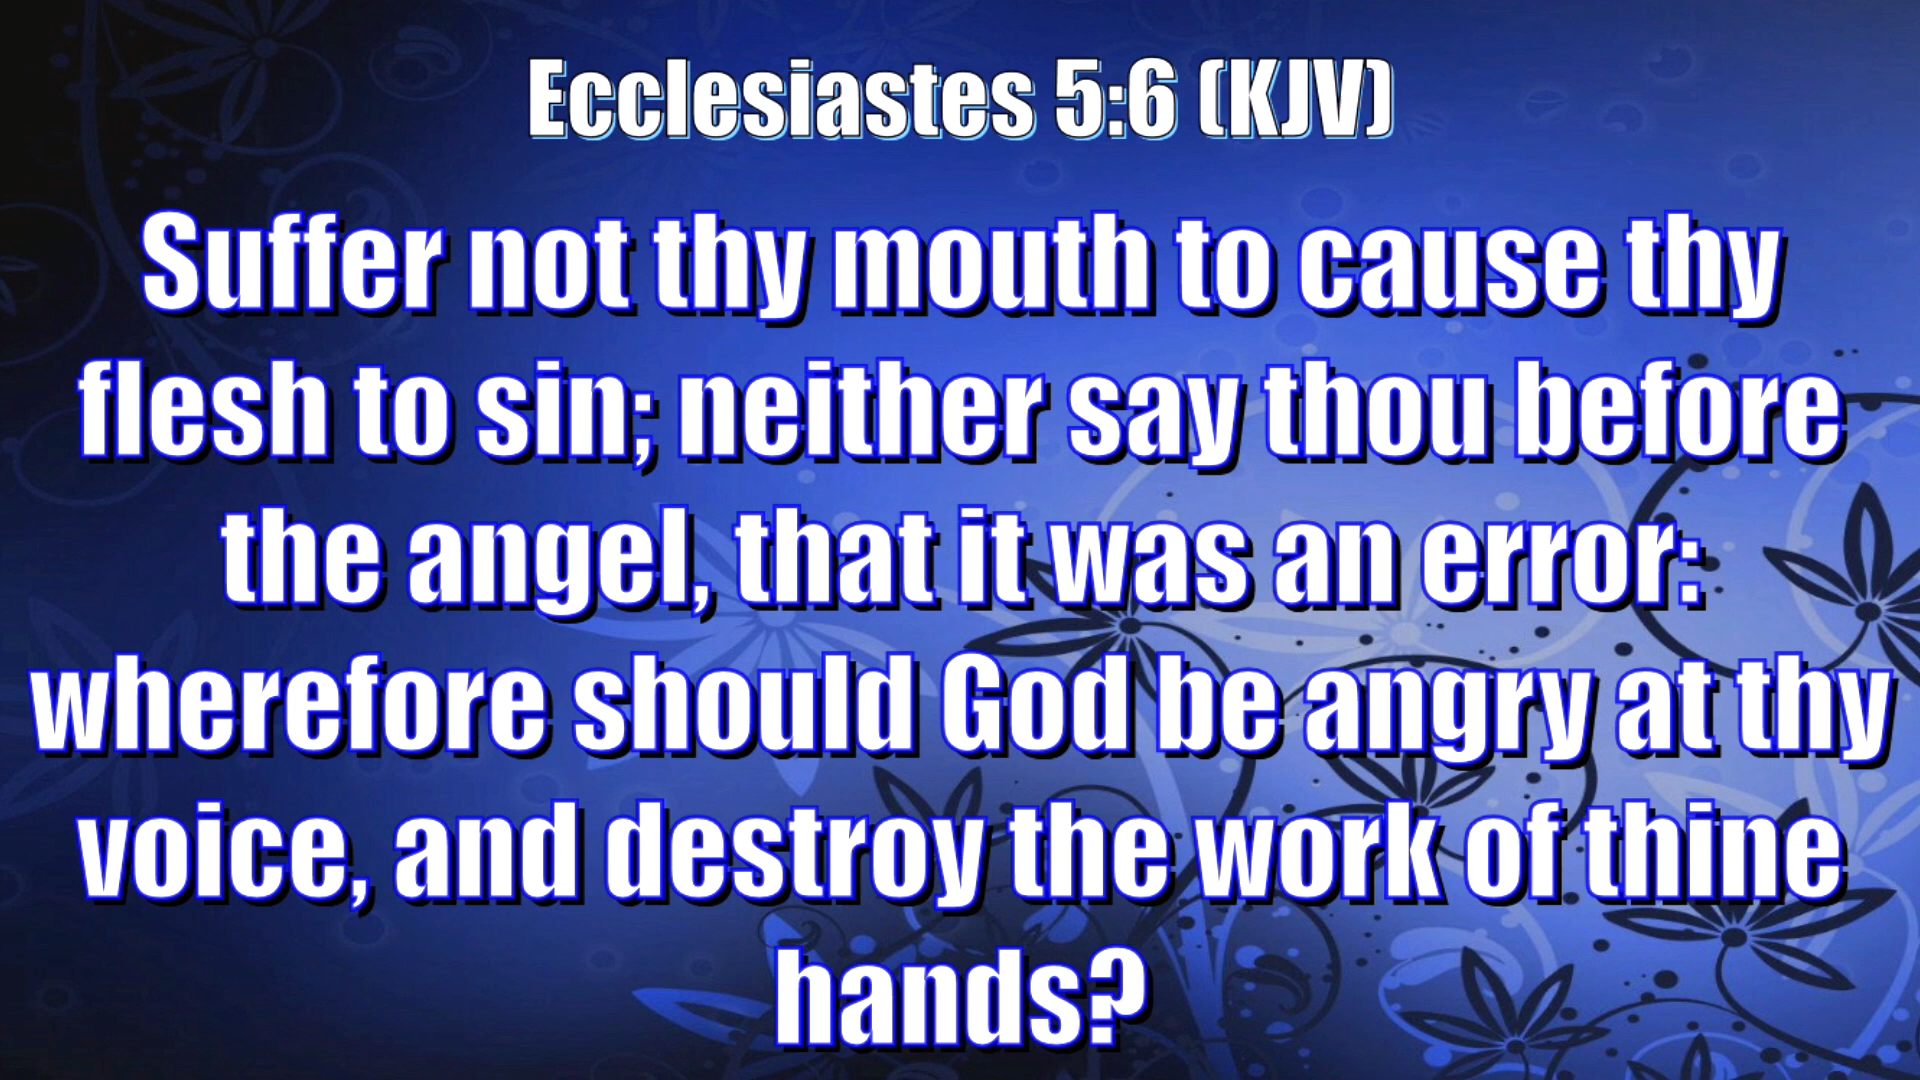 Ecclesiastes 5:6 (KJV)
Suffer not thy mouth to cause thy
flesh to sin; neither say thou before
the angel, that it was an error:
wherefore should God be angry at thy
voice, and destroy the work of thine
hands?